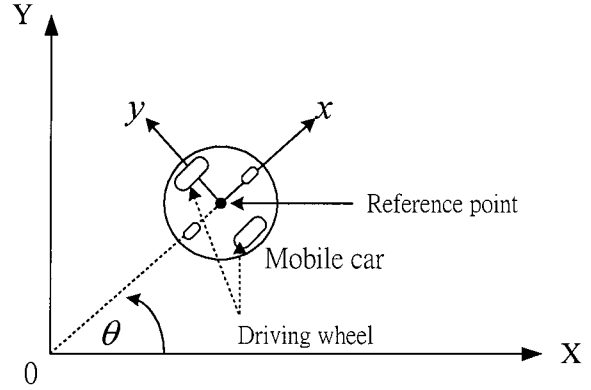 Y
y
x
Reference point
Mobile car
θ
Driving wheel
X
0